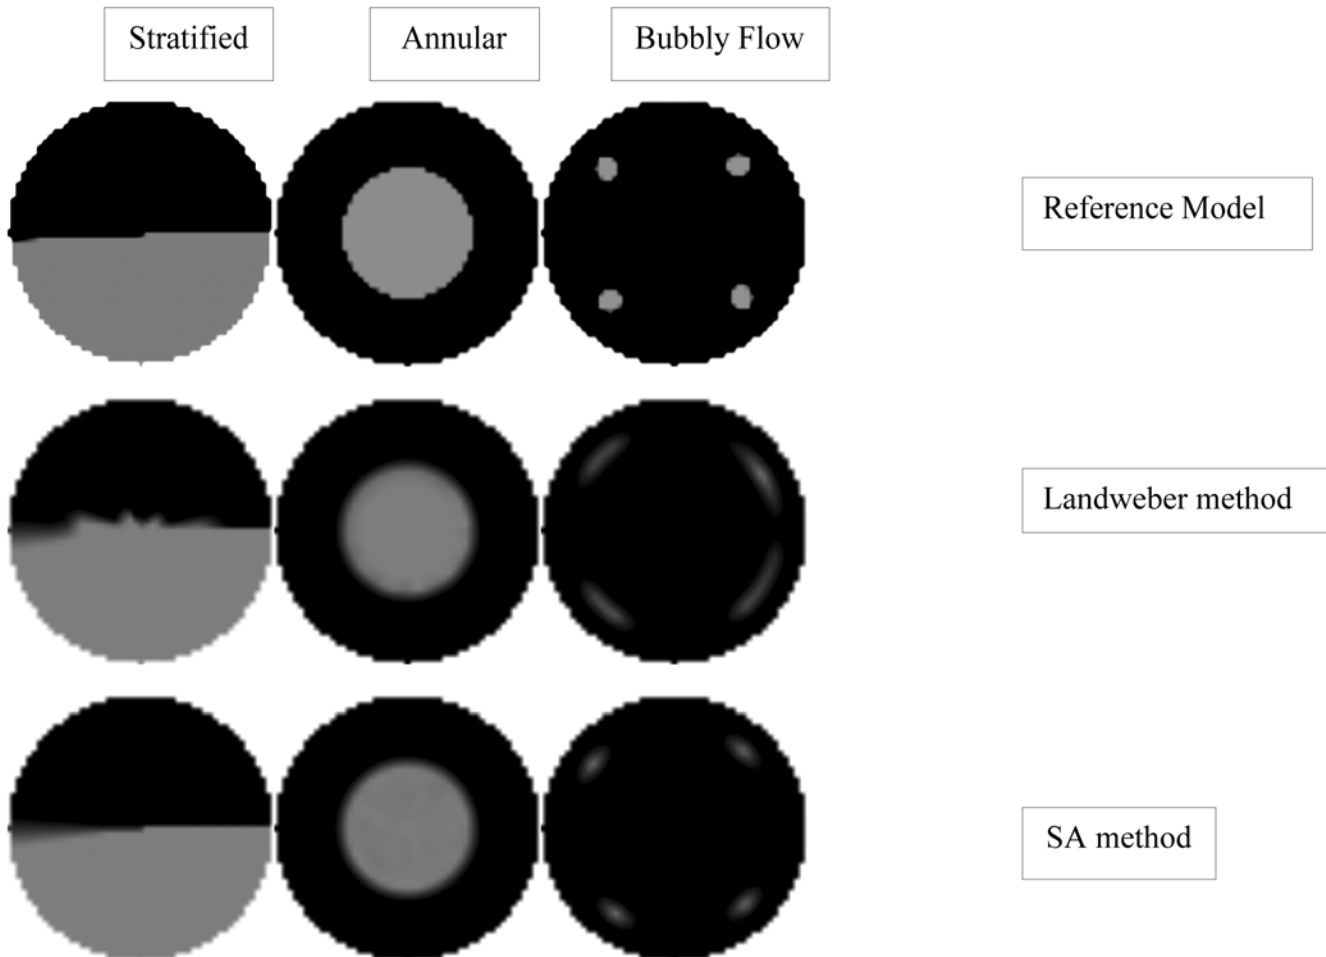 Stratified
Annular
Bubbly Flow
Reference Model
Landweber method
SA method